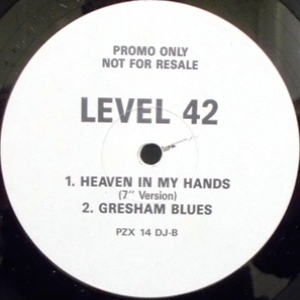 PROMO ONLY
NOT FOR RESALE
LEVEL 42
1. HEAVEN IN MY HANDS
(7" Version)
2. GRESHAM BLUES
PZX 14 DJ-B